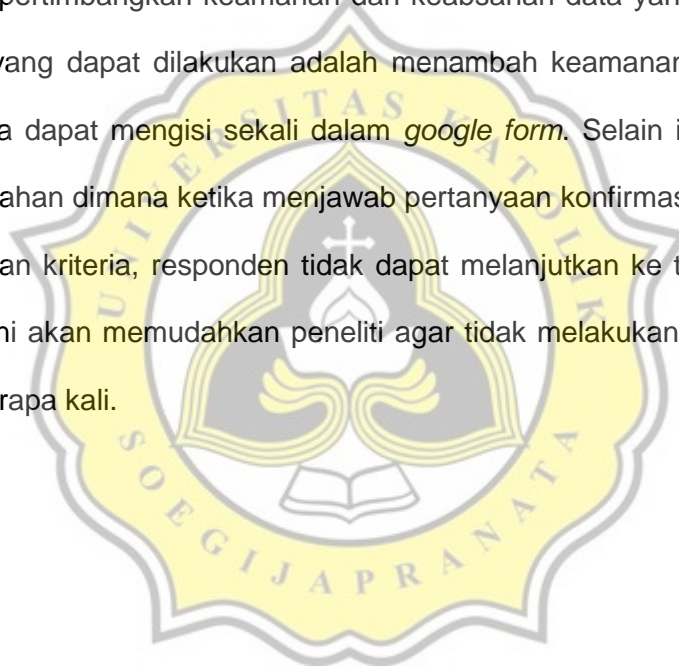 pertimbangkan keamanan dan keabsahan data yan
yang dapat dilakukan adalah menambah keamanan
a dapat mengisi sekali dalam google form. Selain i
ahan dimana ketika menjawab pertanyaan konfirmas
an kriteria, responden tidak dapat melanjutkan ke t
ni akan memudahkan peneliti agar tidak melakukan
rapa kali.
UNIVERSITAS KATOLIK
SOEGIJAPRANATA